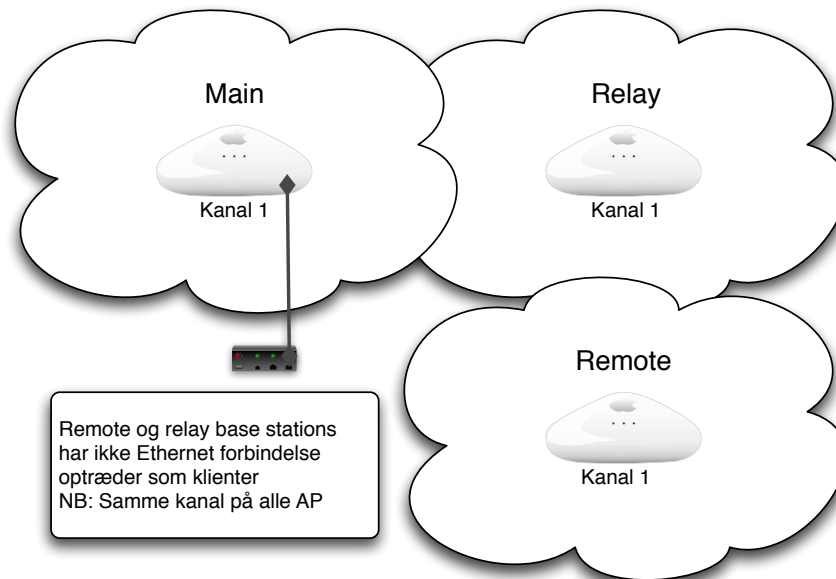 Main
Kanal 1
Relay
Kanal 1
Remote
Kanal 1
Remote og relay base stations
har ikke Ethernet forbindelse
optræder som klienter
NB: Samme kanal på alle AP